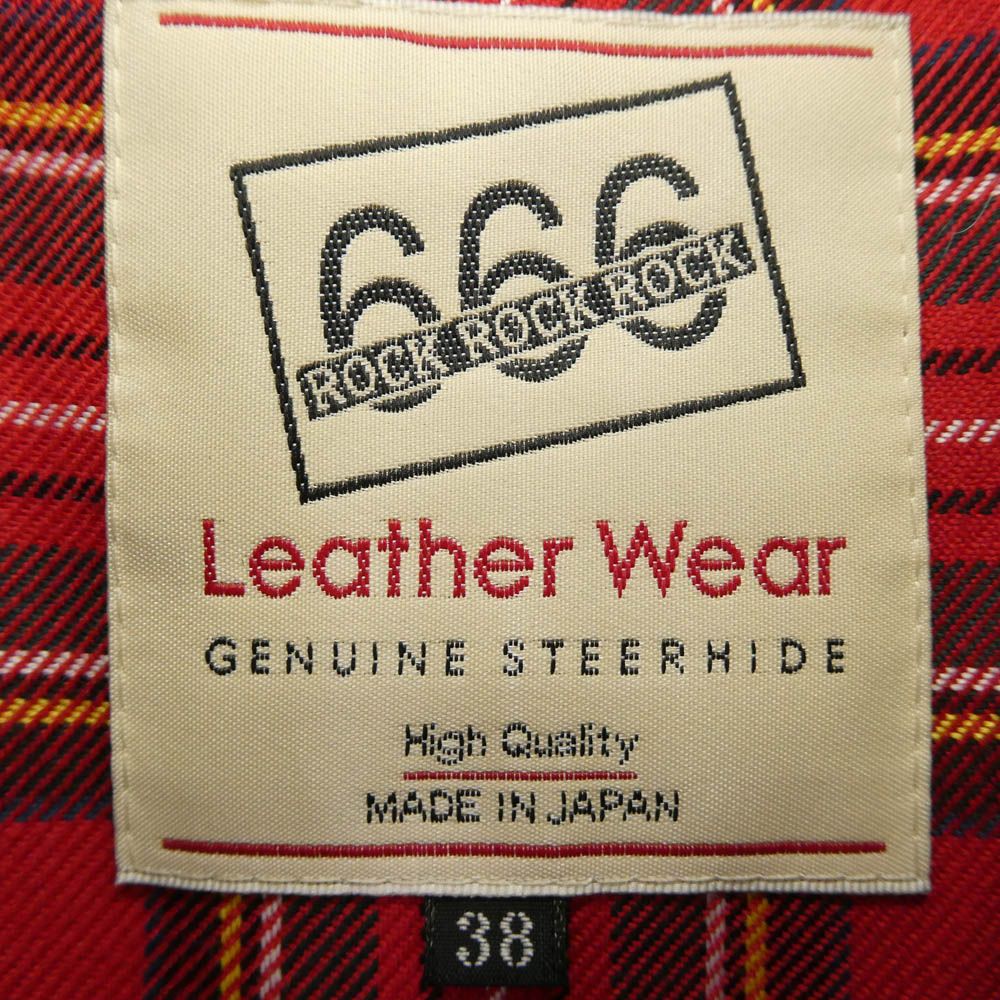 666
ROCK ROCK ROCK
Leather Wear
GENUINE STEERHIDE
High Quality
MADE IN JAPAN
38